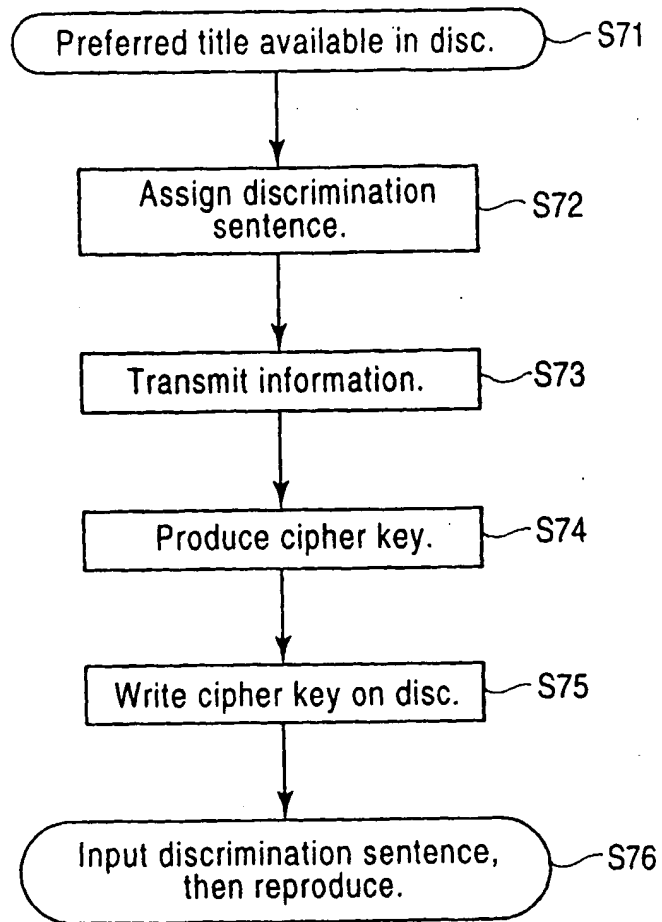 Preferred title available in disc. S71
Assign discrimination S72
sentence.
Transmit information. S73
Produce cipher key. S74
Write cipher key on disc. S75
Input discrimination sentence, S76
then reproduce.